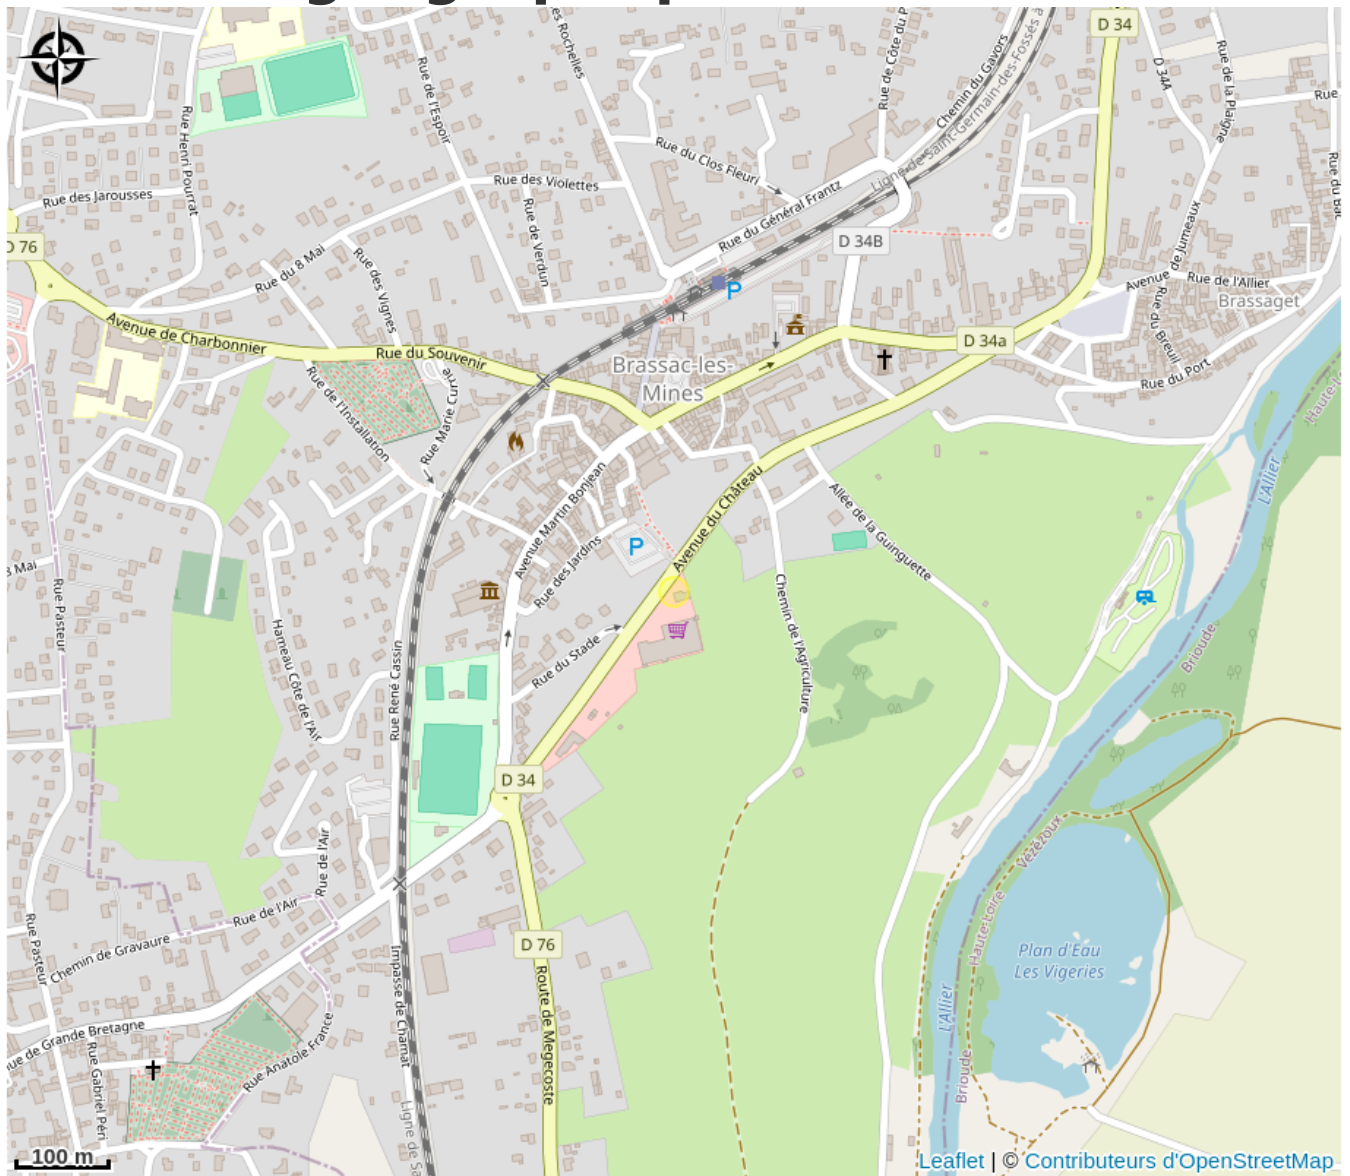 D 34
Rue de Côte du P
Chemin du Gavors
Ligne de Saint-Germain-des-Fossés à
D 34A
Rue de la Plaigne
Rue
Rue du Bac
es Rochelles
Rue de l'Espoir
Rue Henri Pourrat
Rue des Jarousses
Rue du Clos Fleuri
Rue des Violettes
Rue de Verdun
Rue du Général Frantz
D 34B
D 76
Rue du 8 Mai
Rue des Vignes
Avenue de Jumeaux
Rue de l'Allier
Brassaget
Rue du Breuil
Rue du Port
P
Avenue de Charbonnier
Rue du Souvenir
D 34a
Brassac-les-
Mines
Rue de l'Installation
Rue Marie Curie
Haute-L
L'Allier
Avenue Martin Bonjean
Avenue du Château
Allée de la Guinguette
P
Rue des Jardins
8 Mai
Rue Pasteur
Chemin de l'Agriculture
Hameau Côte de l'Air
Rue René Cassin
Rue du Stade
Brioude
D 34
Rue de l'Air
Vézézoux
Rue de l'Air
Rue Pasteur
Chemin de Gravaure
D 76
Haute-Loire
Plan d'Eau
Les Vigeries
Impasse de Charnat
Route de Megecoste
L'Allier
ue de Grande Bretagne
Rue Gabriel Péri
Rue Anatole France
Brioude
Ligne de Sa
100 m
Leaflet | © Contributeurs d'OpenStreetMap